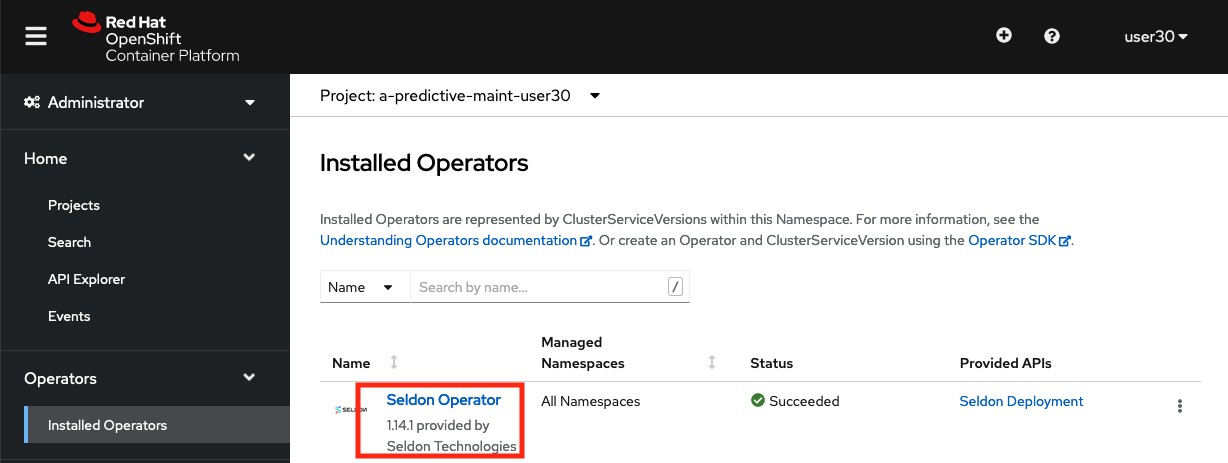 Red Hat
OpenShift
Container Platform
user30
Administrator
Home
Projects
Search
API Explorer
Events
Operators
Installed Operators
Project: a-predictive-maint-user30
Installed Operators
Installed Operators are represented by ClusterServiceVersions within this Namespace. For more information, see the
Understanding Operators documentation. Or create an Operator and ClusterServiceVersion using the Operator SDK.
Name
Search by name...
/
Name
Managed
Namespaces
Status
Provided APIs
SELDON
Seldon Operator
1.14.1 provided by
Seldon Technologies
All Namespaces
Succeeded
Seldon Deployment